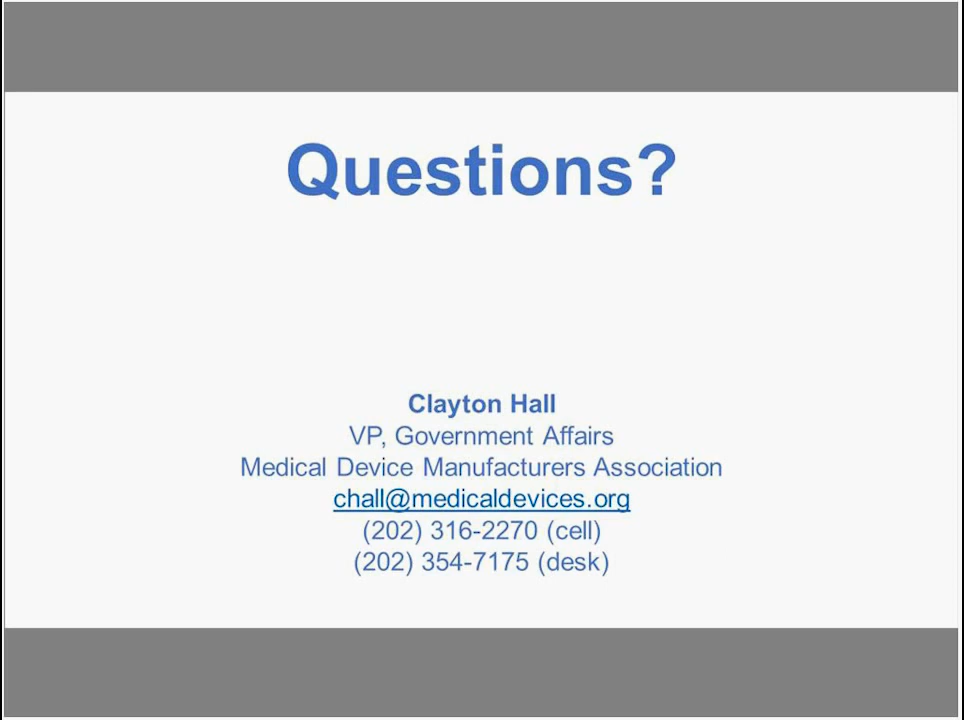 Questions?
Clayton Hall
VP, Government Affairs
Medical Device Manufacturers Association
chall@medicaldevices.org
(202) 316-2270 (cell)
(202) 354-7175 (desk)